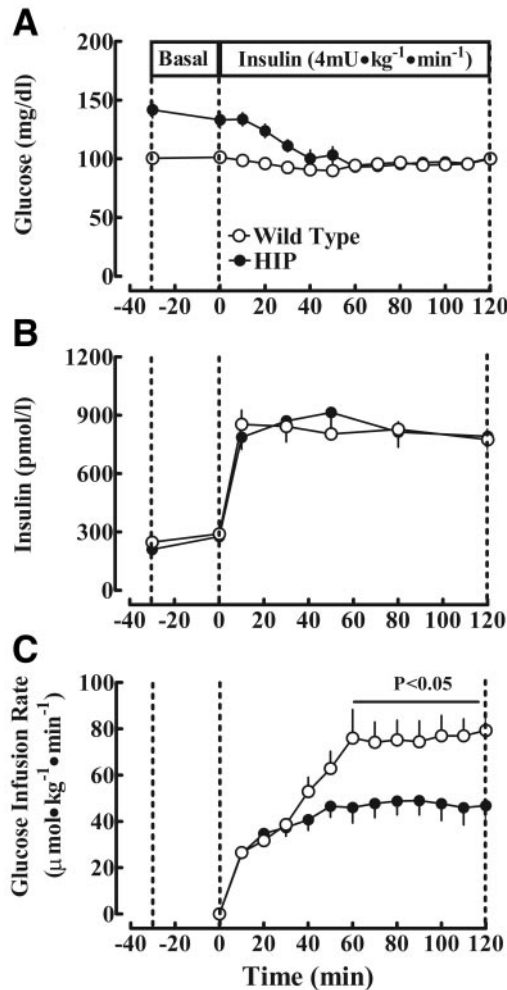 A
200
Basal
Insulin (4mU•kg⁻¹•min⁻¹)
150
100
50
0
Glucose (mg/dl)
Wild Type
HIP
-40 -20 0 20 40 60 80 100 120
B
1200
900
600
300
0
Insulin (pmol/l)
-40 -20 0 20 40 60 80 100 120
C
100
80
60
40
20
0
Glucose Infusion Rate
(μ mol•kg⁻¹•min⁻¹)
P<0.05
-40 -20 0 20 40 60 80 100 120
Time (min)